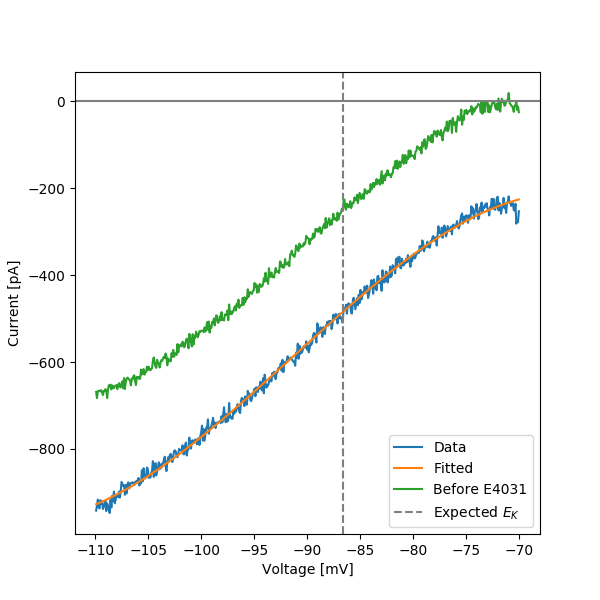 0
−200
−400
−600
−800
Current [pA]
−110
−105
−100
−95
−90
−85
−80
−75
−70
Voltage [mV]
Data
Fitted
Before E4031
Expected E_K